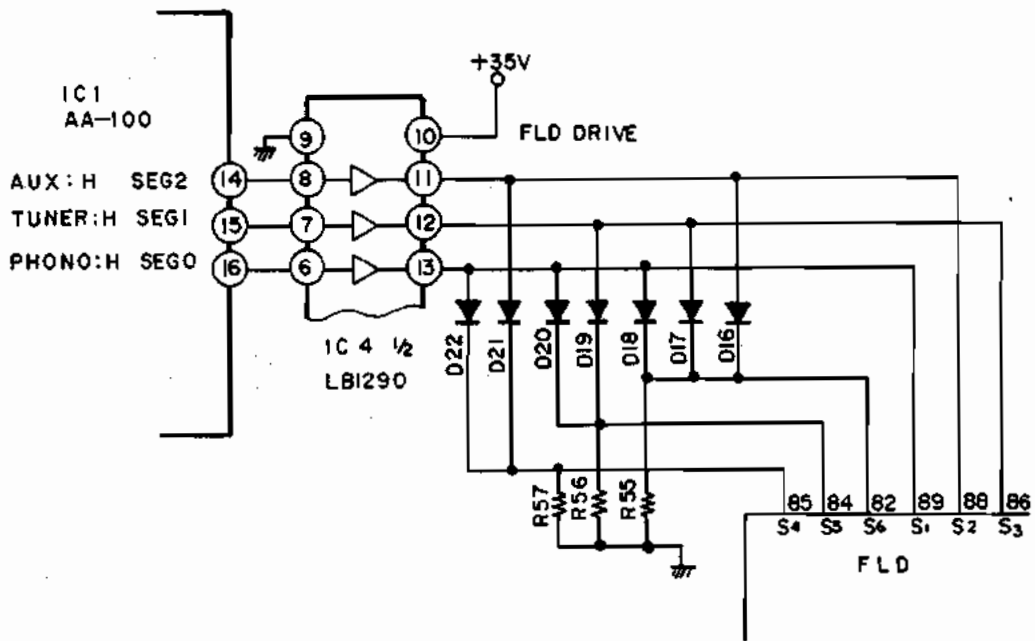 +35V
IC1
AA-100
FLD DRIVE
9
10
AUX:H SEG2
14
8
11
TUNER:H SEG1
15
7
12
PHONO:H SEG0
16
6
13
D22
D21
D20
D19
D18
D17
D16
IC 4 1/2
LB1290
R57
R56
R55
85
84
82
89
88
86
S4
S5
S6
S1
S2
S3
FLD